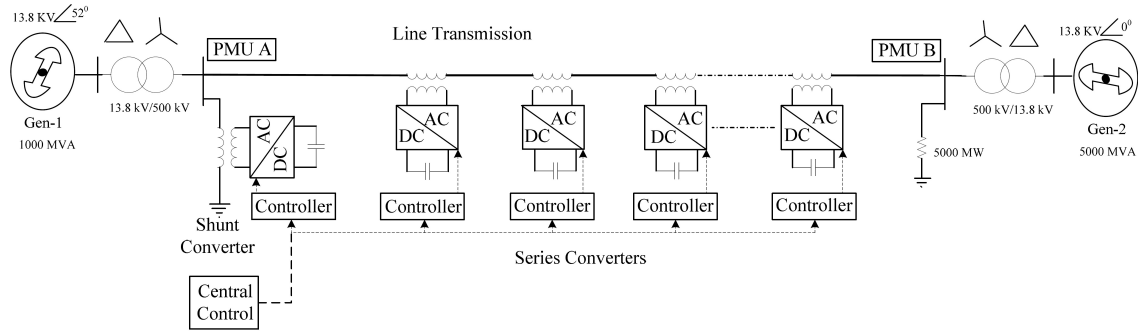 13.8 KV∠52⁰
Gen-1
1000 MVA
13.8 kV/500 kV
PMU A
Line Transmission
PMU B
13.8 KV∠0⁰
500 kV/13.8 kV
Gen-2
5000 MVA
5000 MW
AC
DC
AC
DC
AC
DC
AC
DC
AC
DC
Controller
Controller
Controller
Controller
Controller
Shunt
Converter
Series Converters
Central
Control